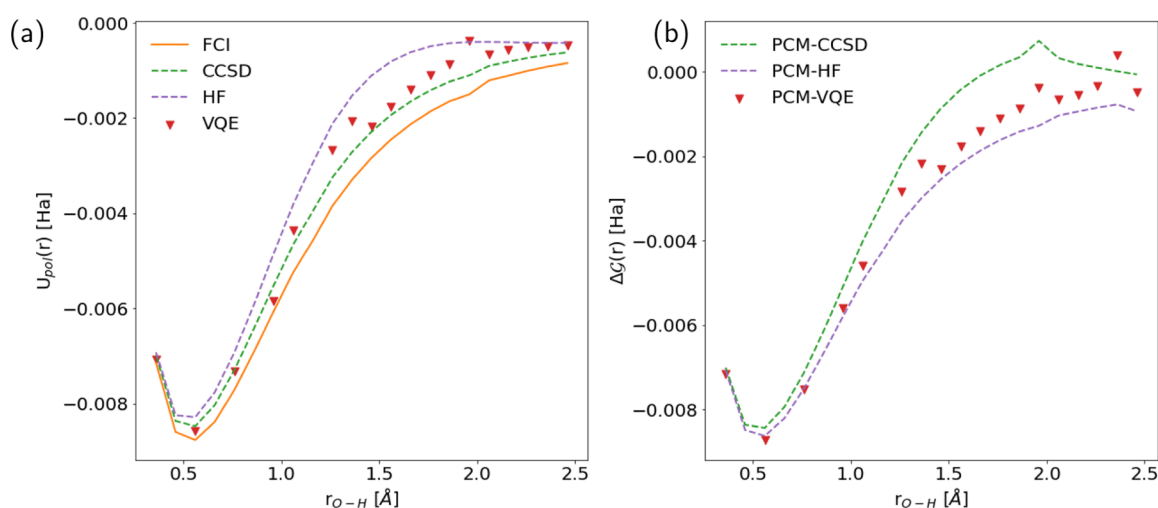 (a)
0.000
−0.002
−0.004
−0.006
−0.008
U_pol(r) [Ha]
FCI
CCSD
HF
VQE
0.5
1.0
1.5
2.0
2.5
r_O−H [Å]
(b)
0.000
−0.002
−0.004
−0.006
−0.008
Δ𝒢(r) [Ha]
PCM-CCSD
PCM-HF
PCM-VQE
0.5
1.0
1.5
2.0
2.5
r_O−H [Å]